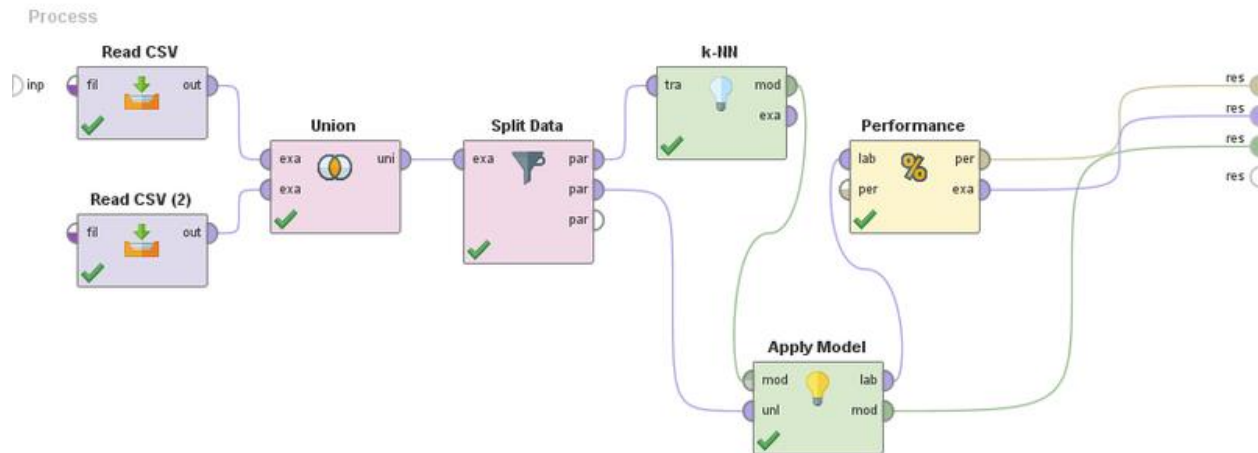 Process
Read CSV
inp
fil
out
Read CSV (2)
fil
out
Union
exa
uni
exa
Split Data
exa
par
par
par
k-NN
tra
mod
exa
Apply Model
mod
lab
unl
mod
Performance
%
lab
per
per
exa
res
res
res
res